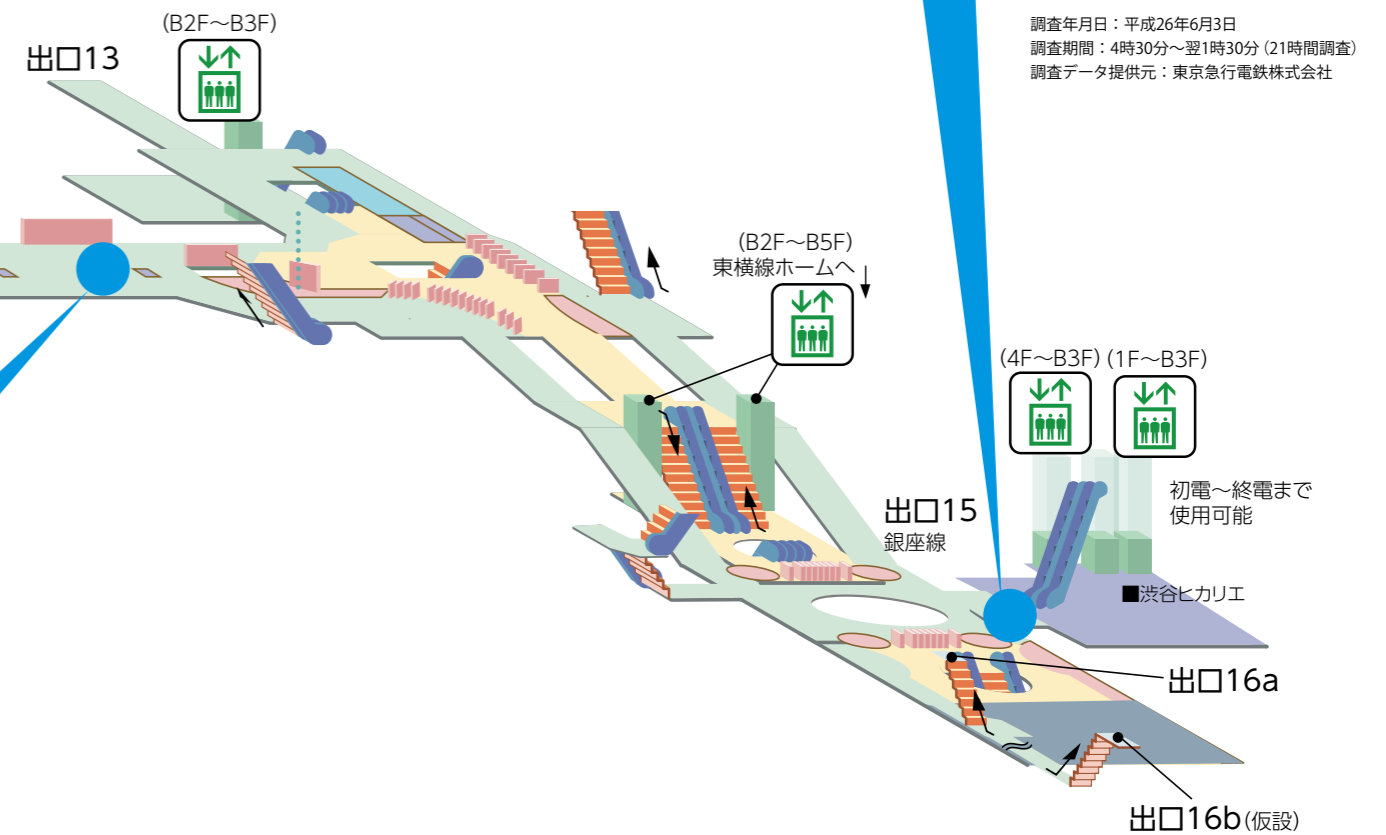 調査年月日：平成26年6月3日
調査期間：4時30分～翌1時30分（21時間調査）
調査データ提供元：東京急行電鉄株式会社
(B2F～B3F)
出口13
(B2F～B5F)
東横線ホームへ
(4F～B3F) (1F～B3F)
初電～終電まで
使用可能
出口15
銀座線
■渋谷ヒカリエ
出口16a
出口16b(仮設)